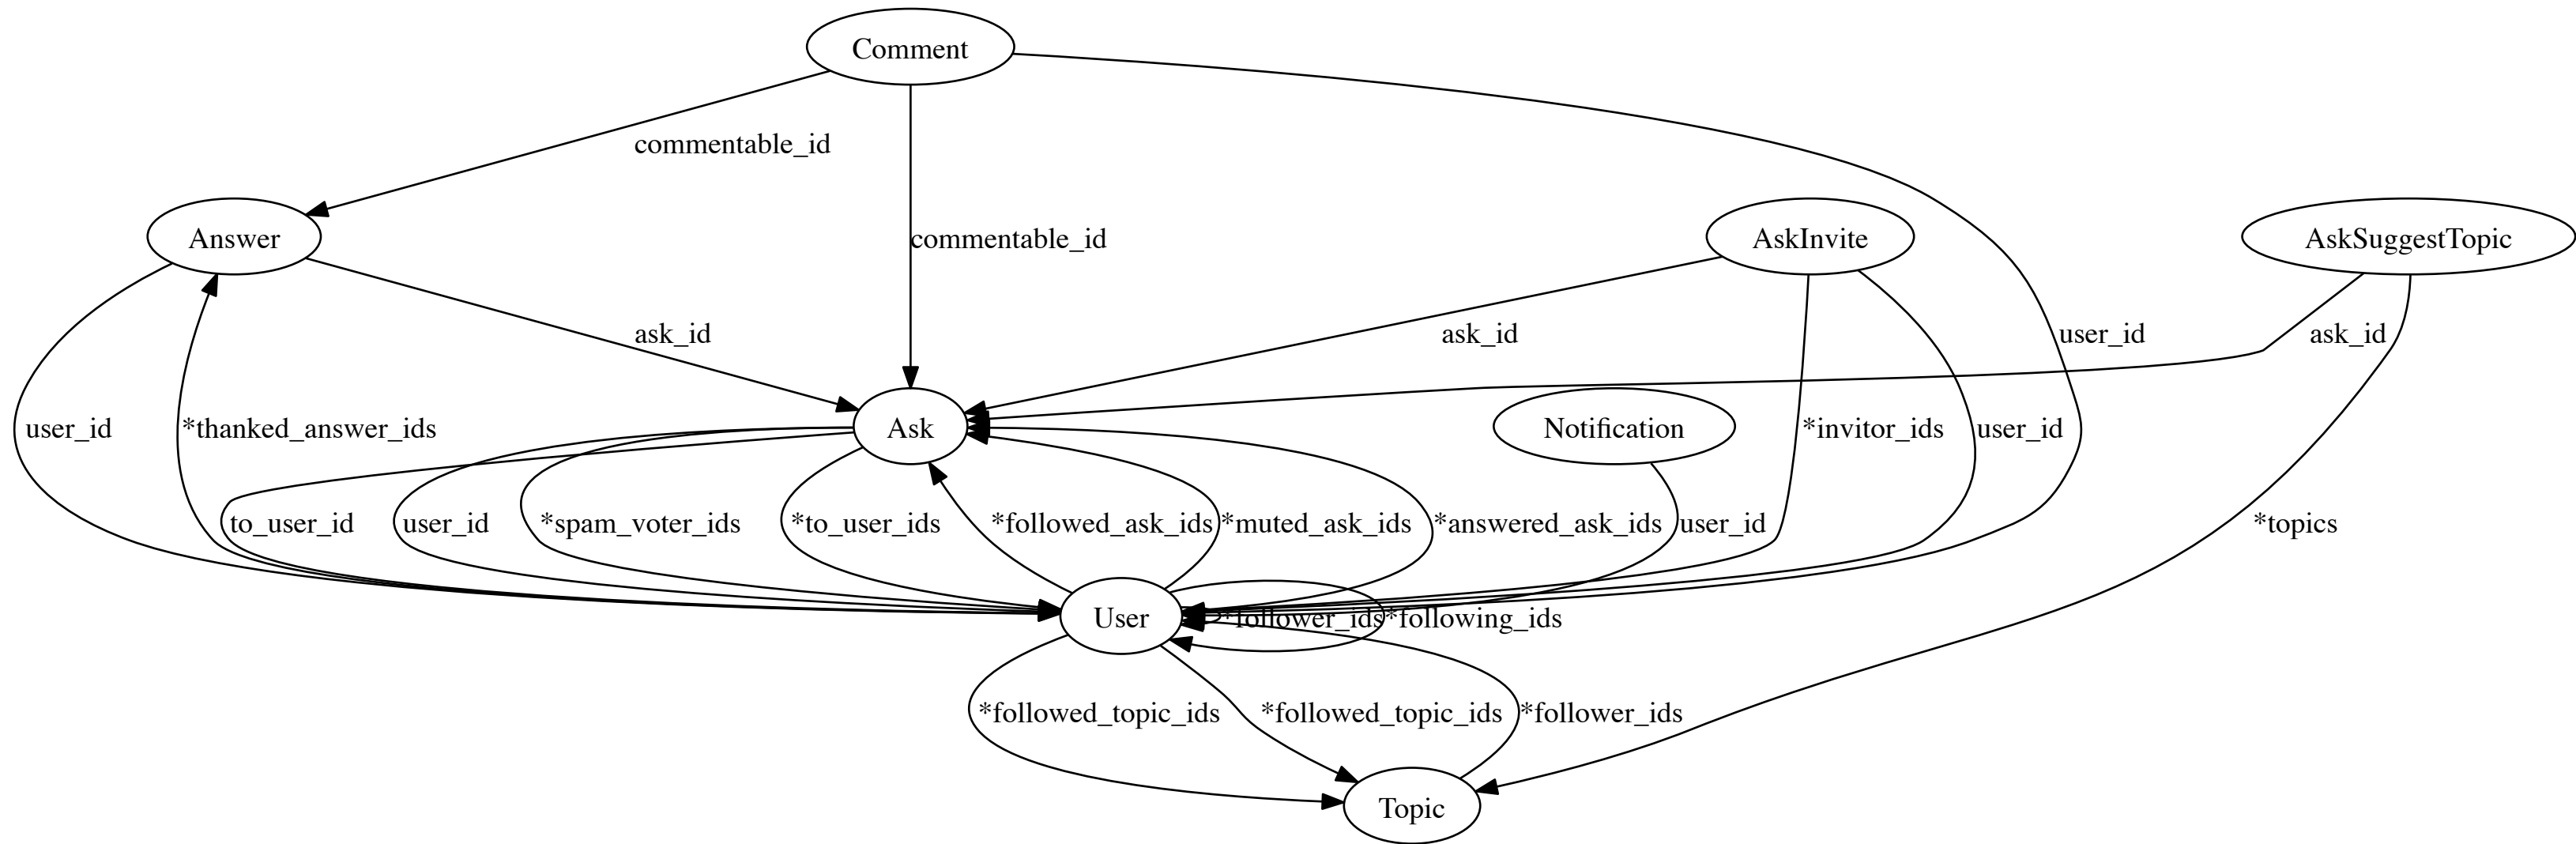 Comment
commentable_id
Answer
commentable_id
AskInvite
AskSuggestTopic
ask_id
ask_id
user_id
ask_id
user_id
*thanked_answer_ids
Ask
Notification
*invitor_ids
user_id
to_user_id
user_id
*spam_voter_ids
*to_user_ids
*followed_ask_ids
*muted_ask_ids
*answered_ask_ids
user_id
*topics
User
*follower_ids
*following_ids
*followed_topic_ids
*followed_topic_ids
*follower_ids
Topic